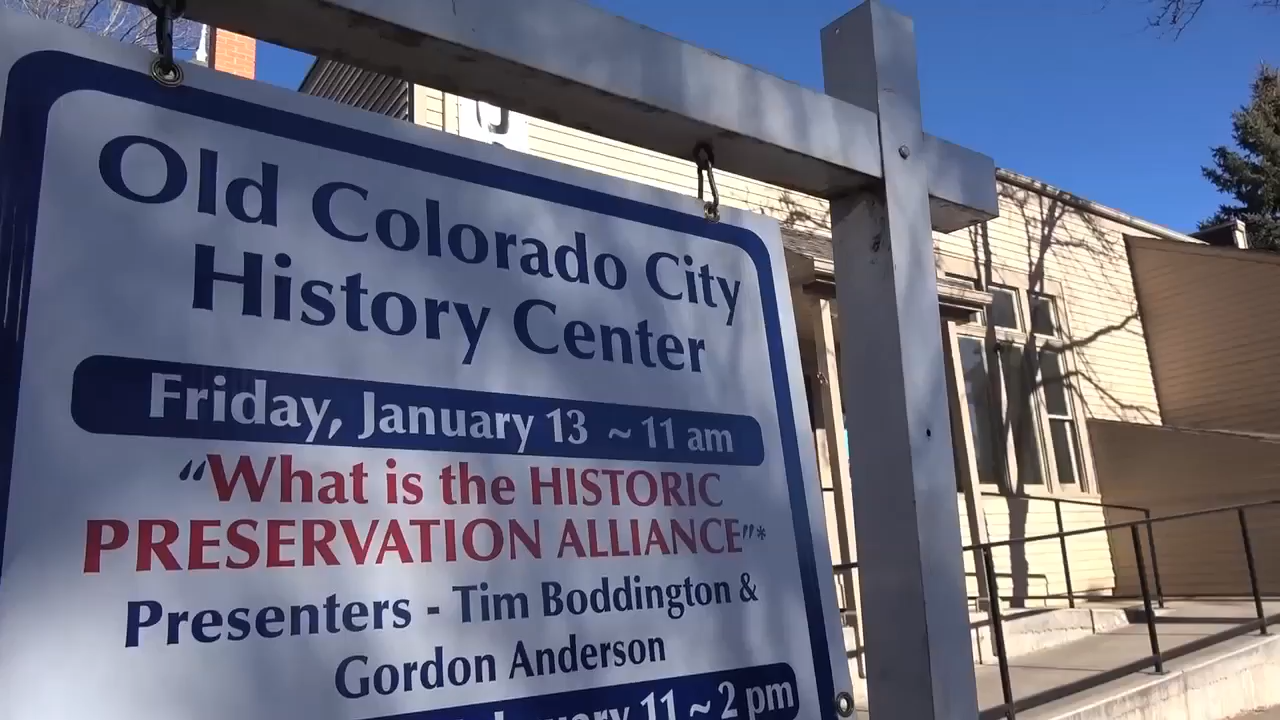 Old Colorado City
History Center
Friday, January 13 ~ 11 am
"What is the HISTORIC
PRESERVATION ALLIANCE"*
Presenters - Tim Boddington &
Gordon Anderson
January 11 ~ 2 pm